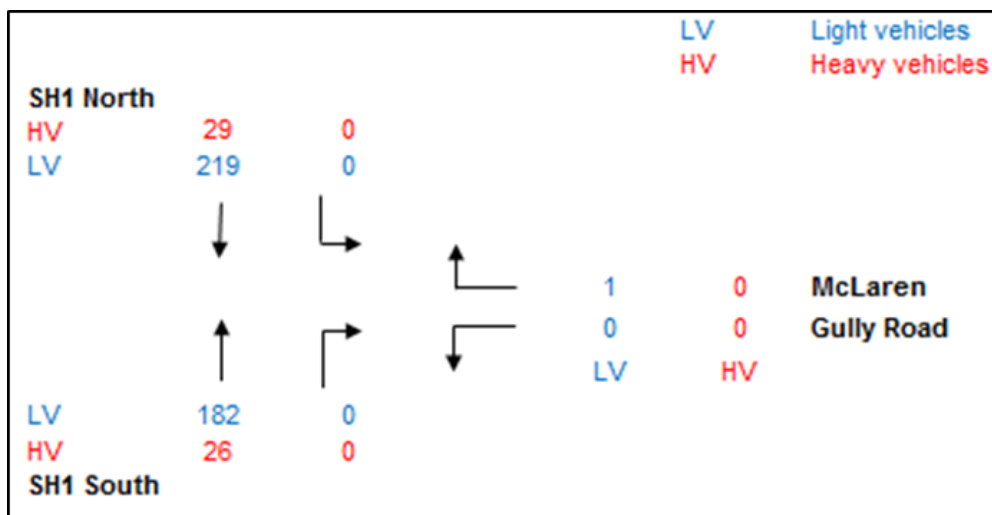 LV Light vehicles
HV Heavy vehicles
SH1 North
HV 29 0
LV 219 0
1 0 McLaren
0 0 Gully Road
LV HV
LV 182 0
HV 26 0
SH1 South